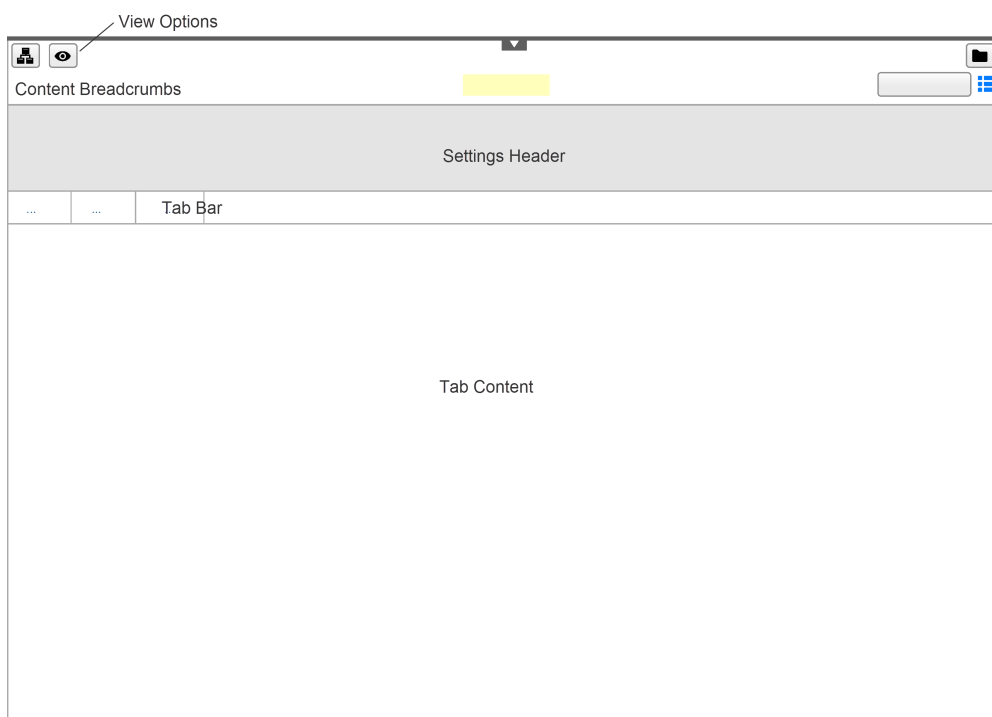 View Options
Content Breadcrumbs
Settings Header
...
...
Tab Bar
Tab Content